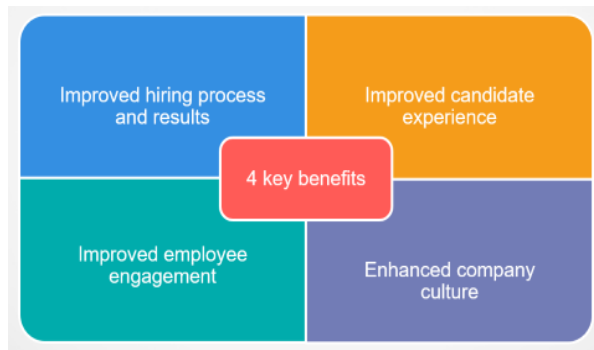 Improved hiring process
and results
Improved candidate
experience
4 key benefits
Improved employee
engagement
Enhanced company
culture